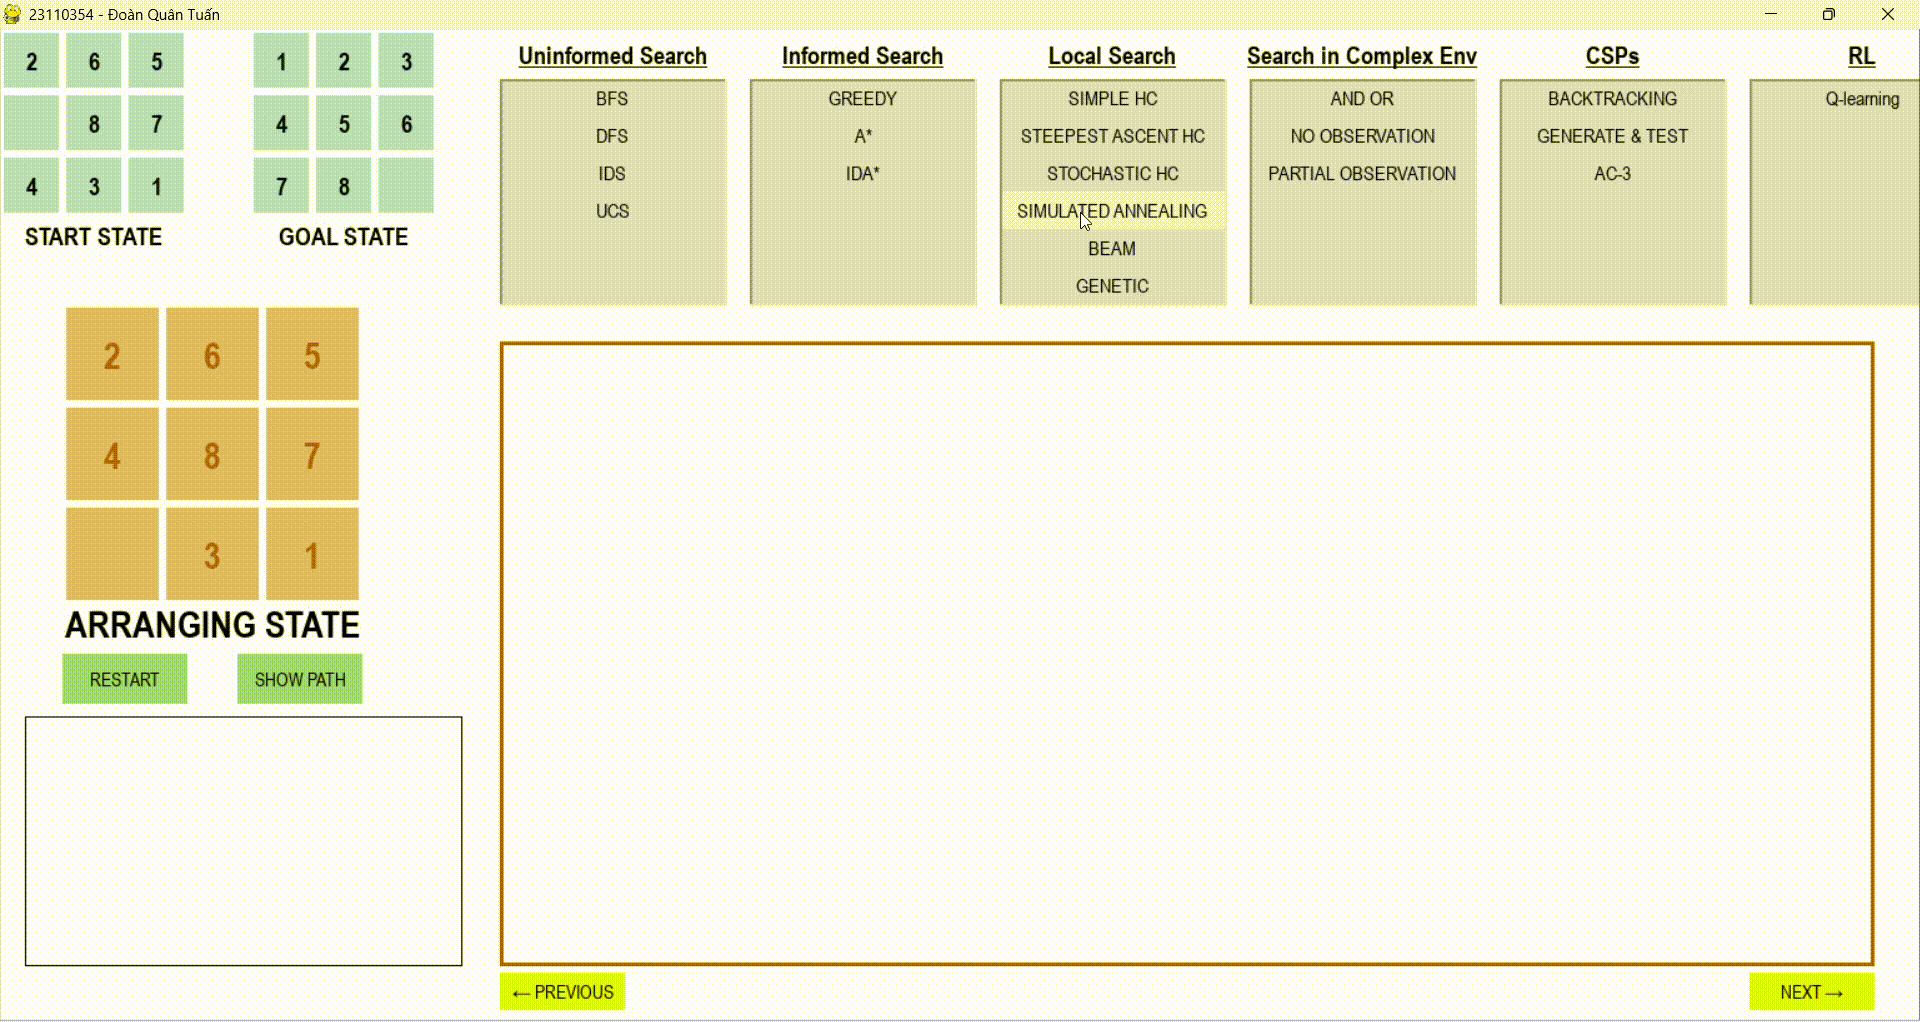 23110354 - Đoàn Quân Tuấn
2 6 5
8 7
4 3 1
START STATE
1 2 3
4 5 6
7 8
GOAL STATE
Uninformed Search
BFS
DFS
IDS
UCS
Informed Search
GREEDY
A*
IDA*
Local Search
SIMPLE HC
STEEPEST ASCENT HC
STOCHASTIC HC
SIMULATED ANNEALING
BEAM
GENETIC
Search in Complex Env
AND OR
NO OBSERVATION
PARTIAL OBSERVATION
CSPs
BACKTRACKING
GENERATE & TEST
AC-3
RL
Q-learning
2 6 5
4 8 7
3 1
ARRANGING STATE
RESTART
SHOW PATH
← PREVIOUS
NEXT →